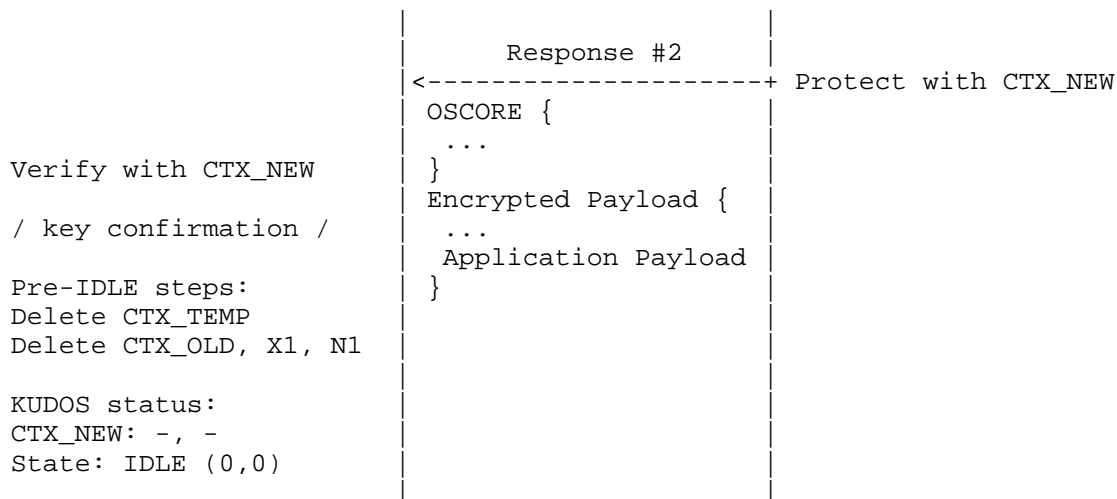 |                       |
                         |      Response #2      |
                         |<----------------------+ Protect with CTX_NEW
                         | OSCORE {              |
                         |  ...                  |
Verify with CTX_NEW      | }                     |
                         | Encrypted Payload {   |
/ key confirmation /     |  ...                  |
                         |  Application Payload  |
Pre-IDLE steps:          | }                     |
Delete CTX_TEMP          |                       |
Delete CTX_OLD, X1, N1   |                       |
                         |                       |
KUDOS status:            |                       |
CTX_NEW: -, -            |                       |
State: IDLE (0,0)        |                       |
                         |                       |